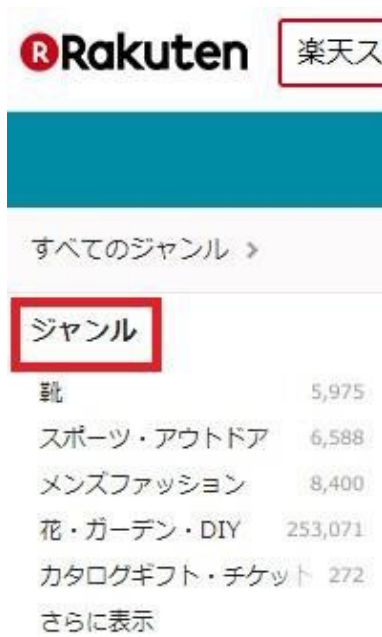 Rakuten 楽天ス
すべてのジャンル >
ジャンル
靴 5,975
スポーツ・アウトドア 6,588
メンズファッション 8,400
花・ガーデン・DIY 253,071
カタログギフト・チケット 272
さらに表示